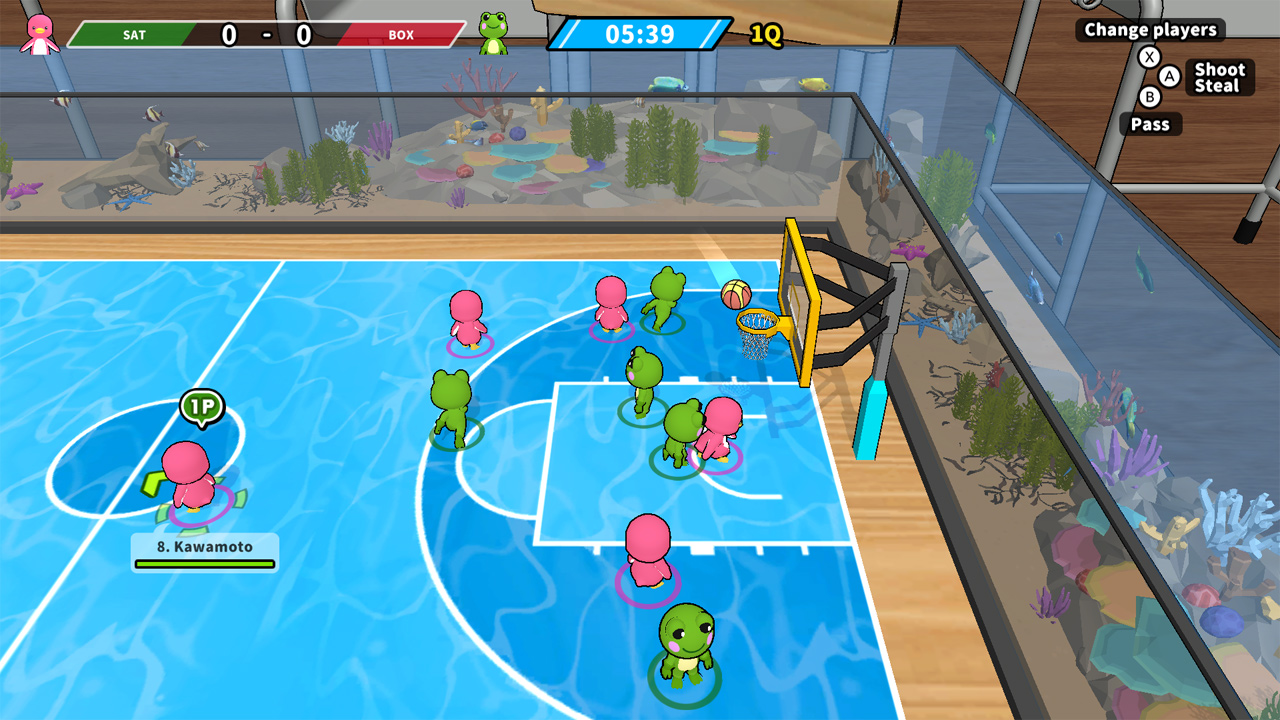 SAT 0 - 0 BOX 05:39 1Q
Change players
X
A Shoot
Steal
B
Pass
1P
8. Kawamoto